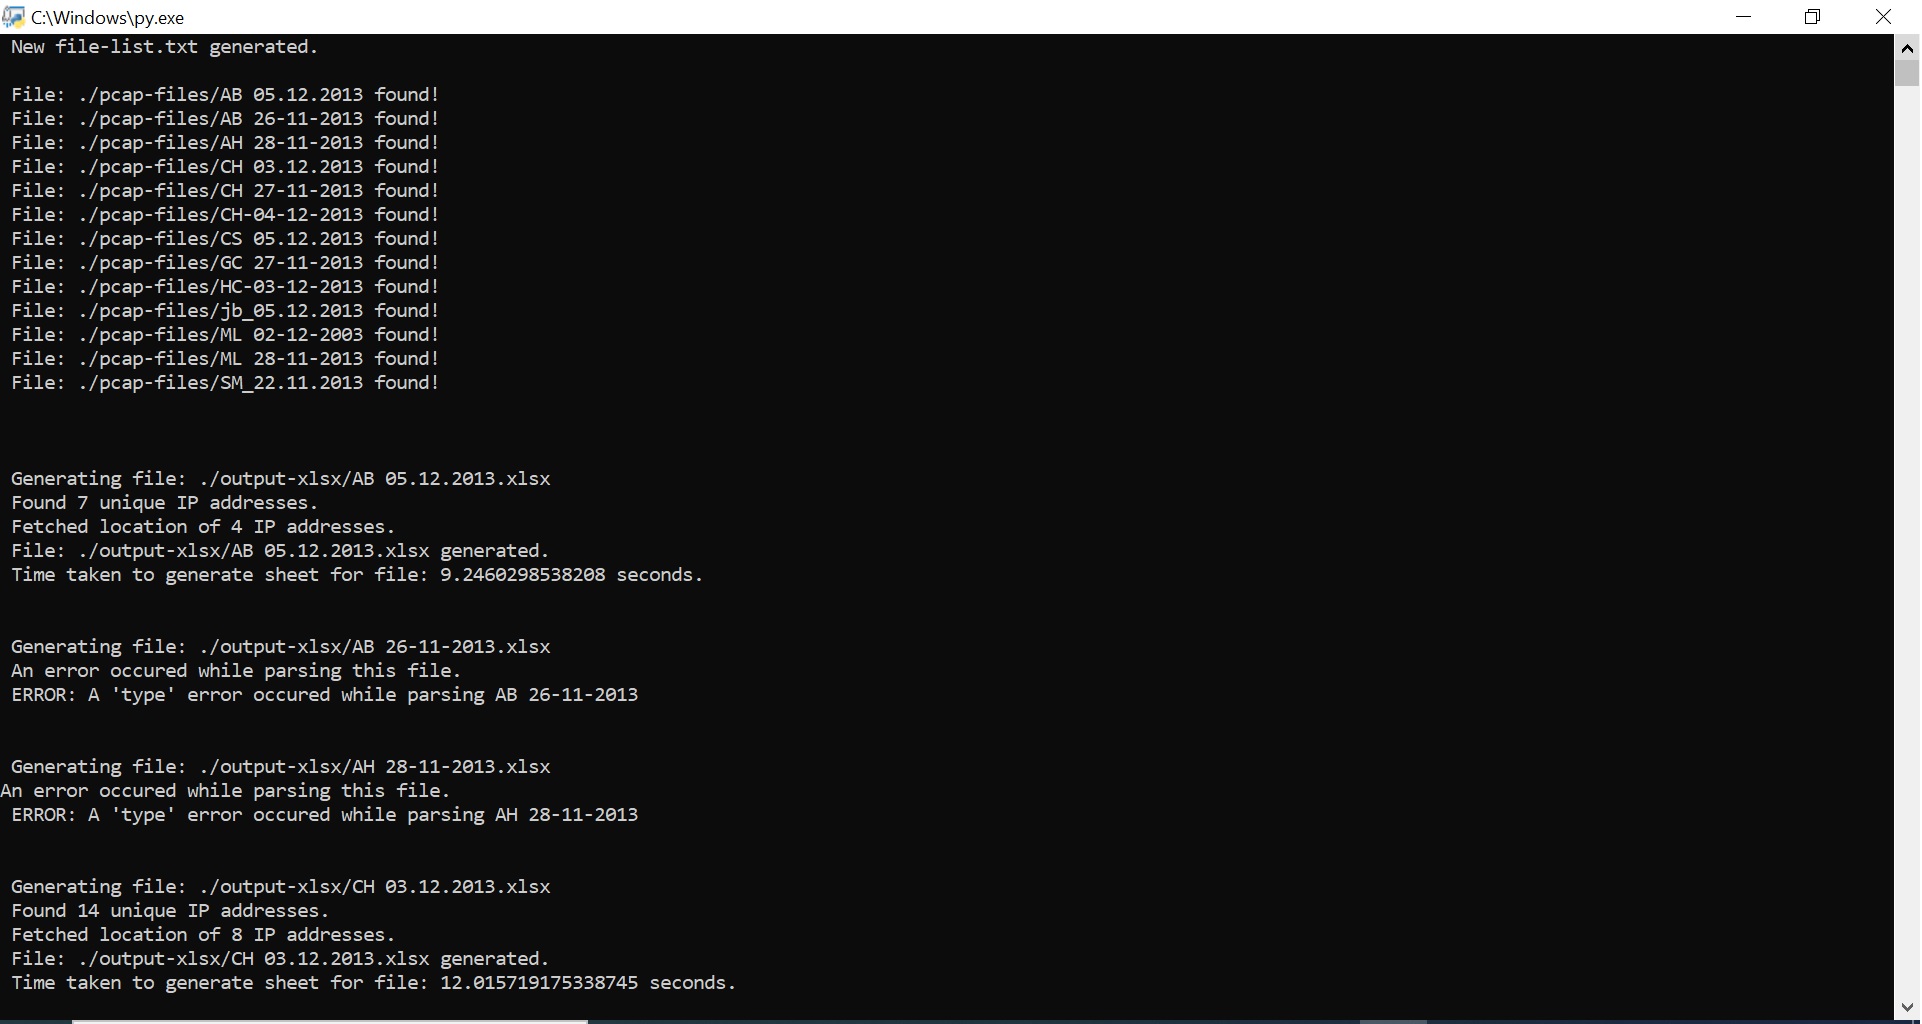 C:\Windows\py.exe
New file-list.txt generated.
File: ./pcap-files/AB 05.12.2013 found!
File: ./pcap-files/AB 26-11-2013 found!
File: ./pcap-files/AH 28-11-2013 found!
File: ./pcap-files/CH 03.12.2013 found!
File: ./pcap-files/CH 27-11-2013 found!
File: ./pcap-files/CH-04-12-2013 found!
File: ./pcap-files/CS 05.12.2013 found!
File: ./pcap-files/GC 27-11-2013 found!
File: ./pcap-files/HC-03-12-2013 found!
File: ./pcap-files/jb_05.12.2013 found!
File: ./pcap-files/ML 02-12-2003 found!
File: ./pcap-files/ML 28-11-2013 found!
File: ./pcap-files/SM_22.11.2013 found!
Generating file: ./output-xlsx/AB 05.12.2013.xlsx
Found 7 unique IP addresses.
Fetched location of 4 IP addresses.
File: ./output-xlsx/AB 05.12.2013.xlsx generated.
Time taken to generate sheet for file: 9.2460298538208 seconds.
Generating file: ./output-xlsx/AB 26-11-2013.xlsx
An error occured while parsing this file.
ERROR: A 'type' error occured while parsing AB 26-11-2013
Generating file: ./output-xlsx/AH 28-11-2013.xlsx
An error occured while parsing this file.
ERROR: A 'type' error occured while parsing AH 28-11-2013
Generating file: ./output-xlsx/CH 03.12.2013.xlsx
Found 14 unique IP addresses.
Fetched location of 8 IP addresses.
File: ./output-xlsx/CH 03.12.2013.xlsx generated.
Time taken to generate sheet for file: 12.015719175338745 seconds.